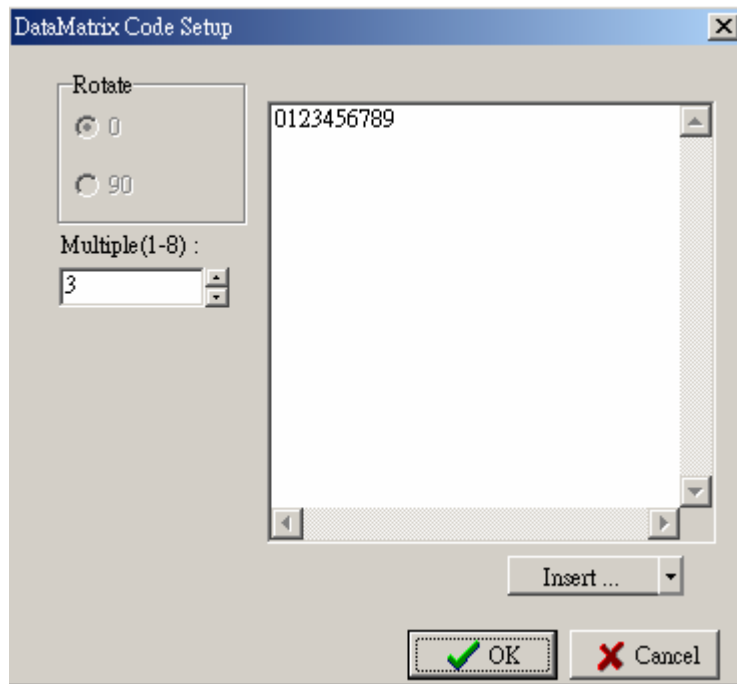 DataMatrix Code Setup
Rotate
0
90
Multiple(1-8) :
3
0123456789
Insert ...
OK
Cancel